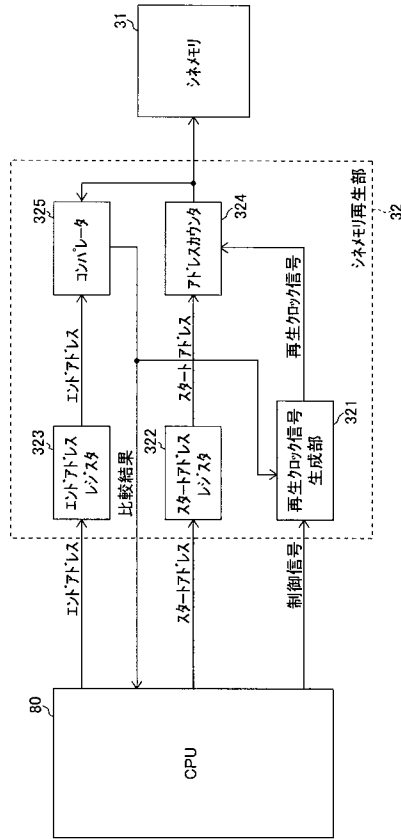 80
CPU
エンドアドレス
比較結果
スタートアドレス
制御信号
323
エンドアドレス
レジスタ
322
スタートアドレス
レジスタ
再生クロック信号
生成部
321
エンドアドレス
スタートアドレス
再生クロック信号
325
コンパレータ
アドレスカウンタ
324
シネメモリ再生部
32
31
シネメモリ